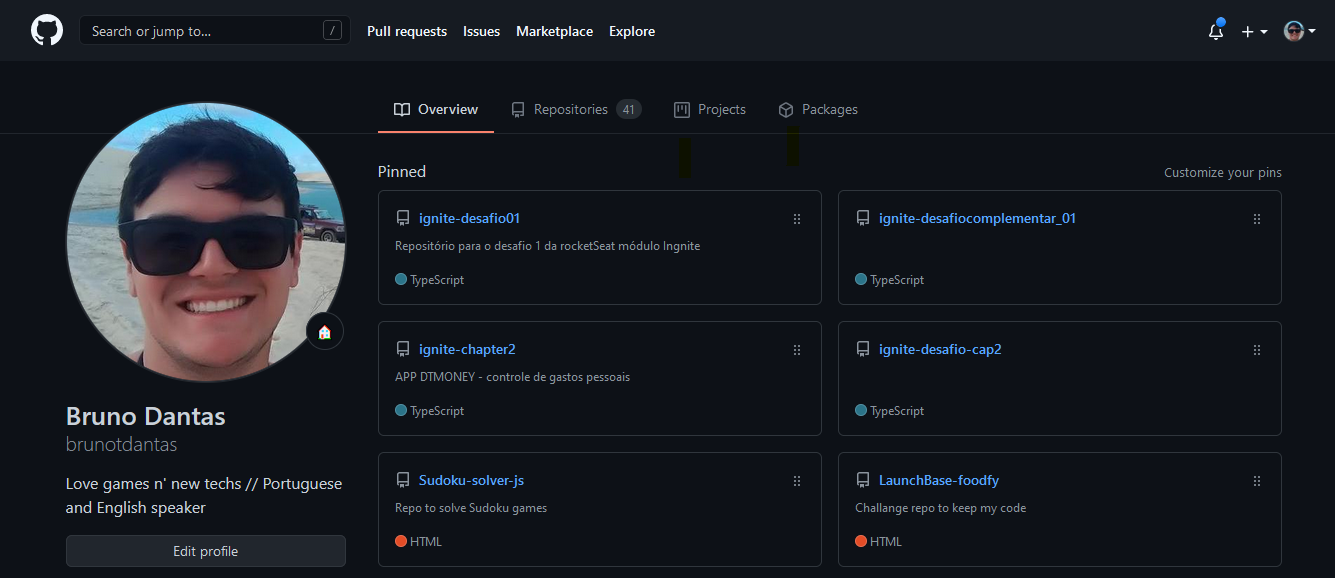 Search or jump to... /
Pull requests
Issues
Marketplace
Explore
Overview
Repositories 41
Projects
Packages
Pinned
Customize your pins
ignite-desafio01
Repositório para o desafio 1 da rocketSeat módulo Ingnite
TypeScript
ignite-desafiocomplementar_01
TypeScript
ignite-chapter2
APP DTMONEY - controle de gastos pessoais
TypeScript
ignite-desafio-cap2
TypeScript
Sudoku-solver-js
Repo to solve Sudoku games
HTML
LaunchBase-foodfy
Challange repo to keep my code
HTML
Bruno Dantas
brunotdantas
Love games n' new techs // Portuguese
and English speaker
Edit profile